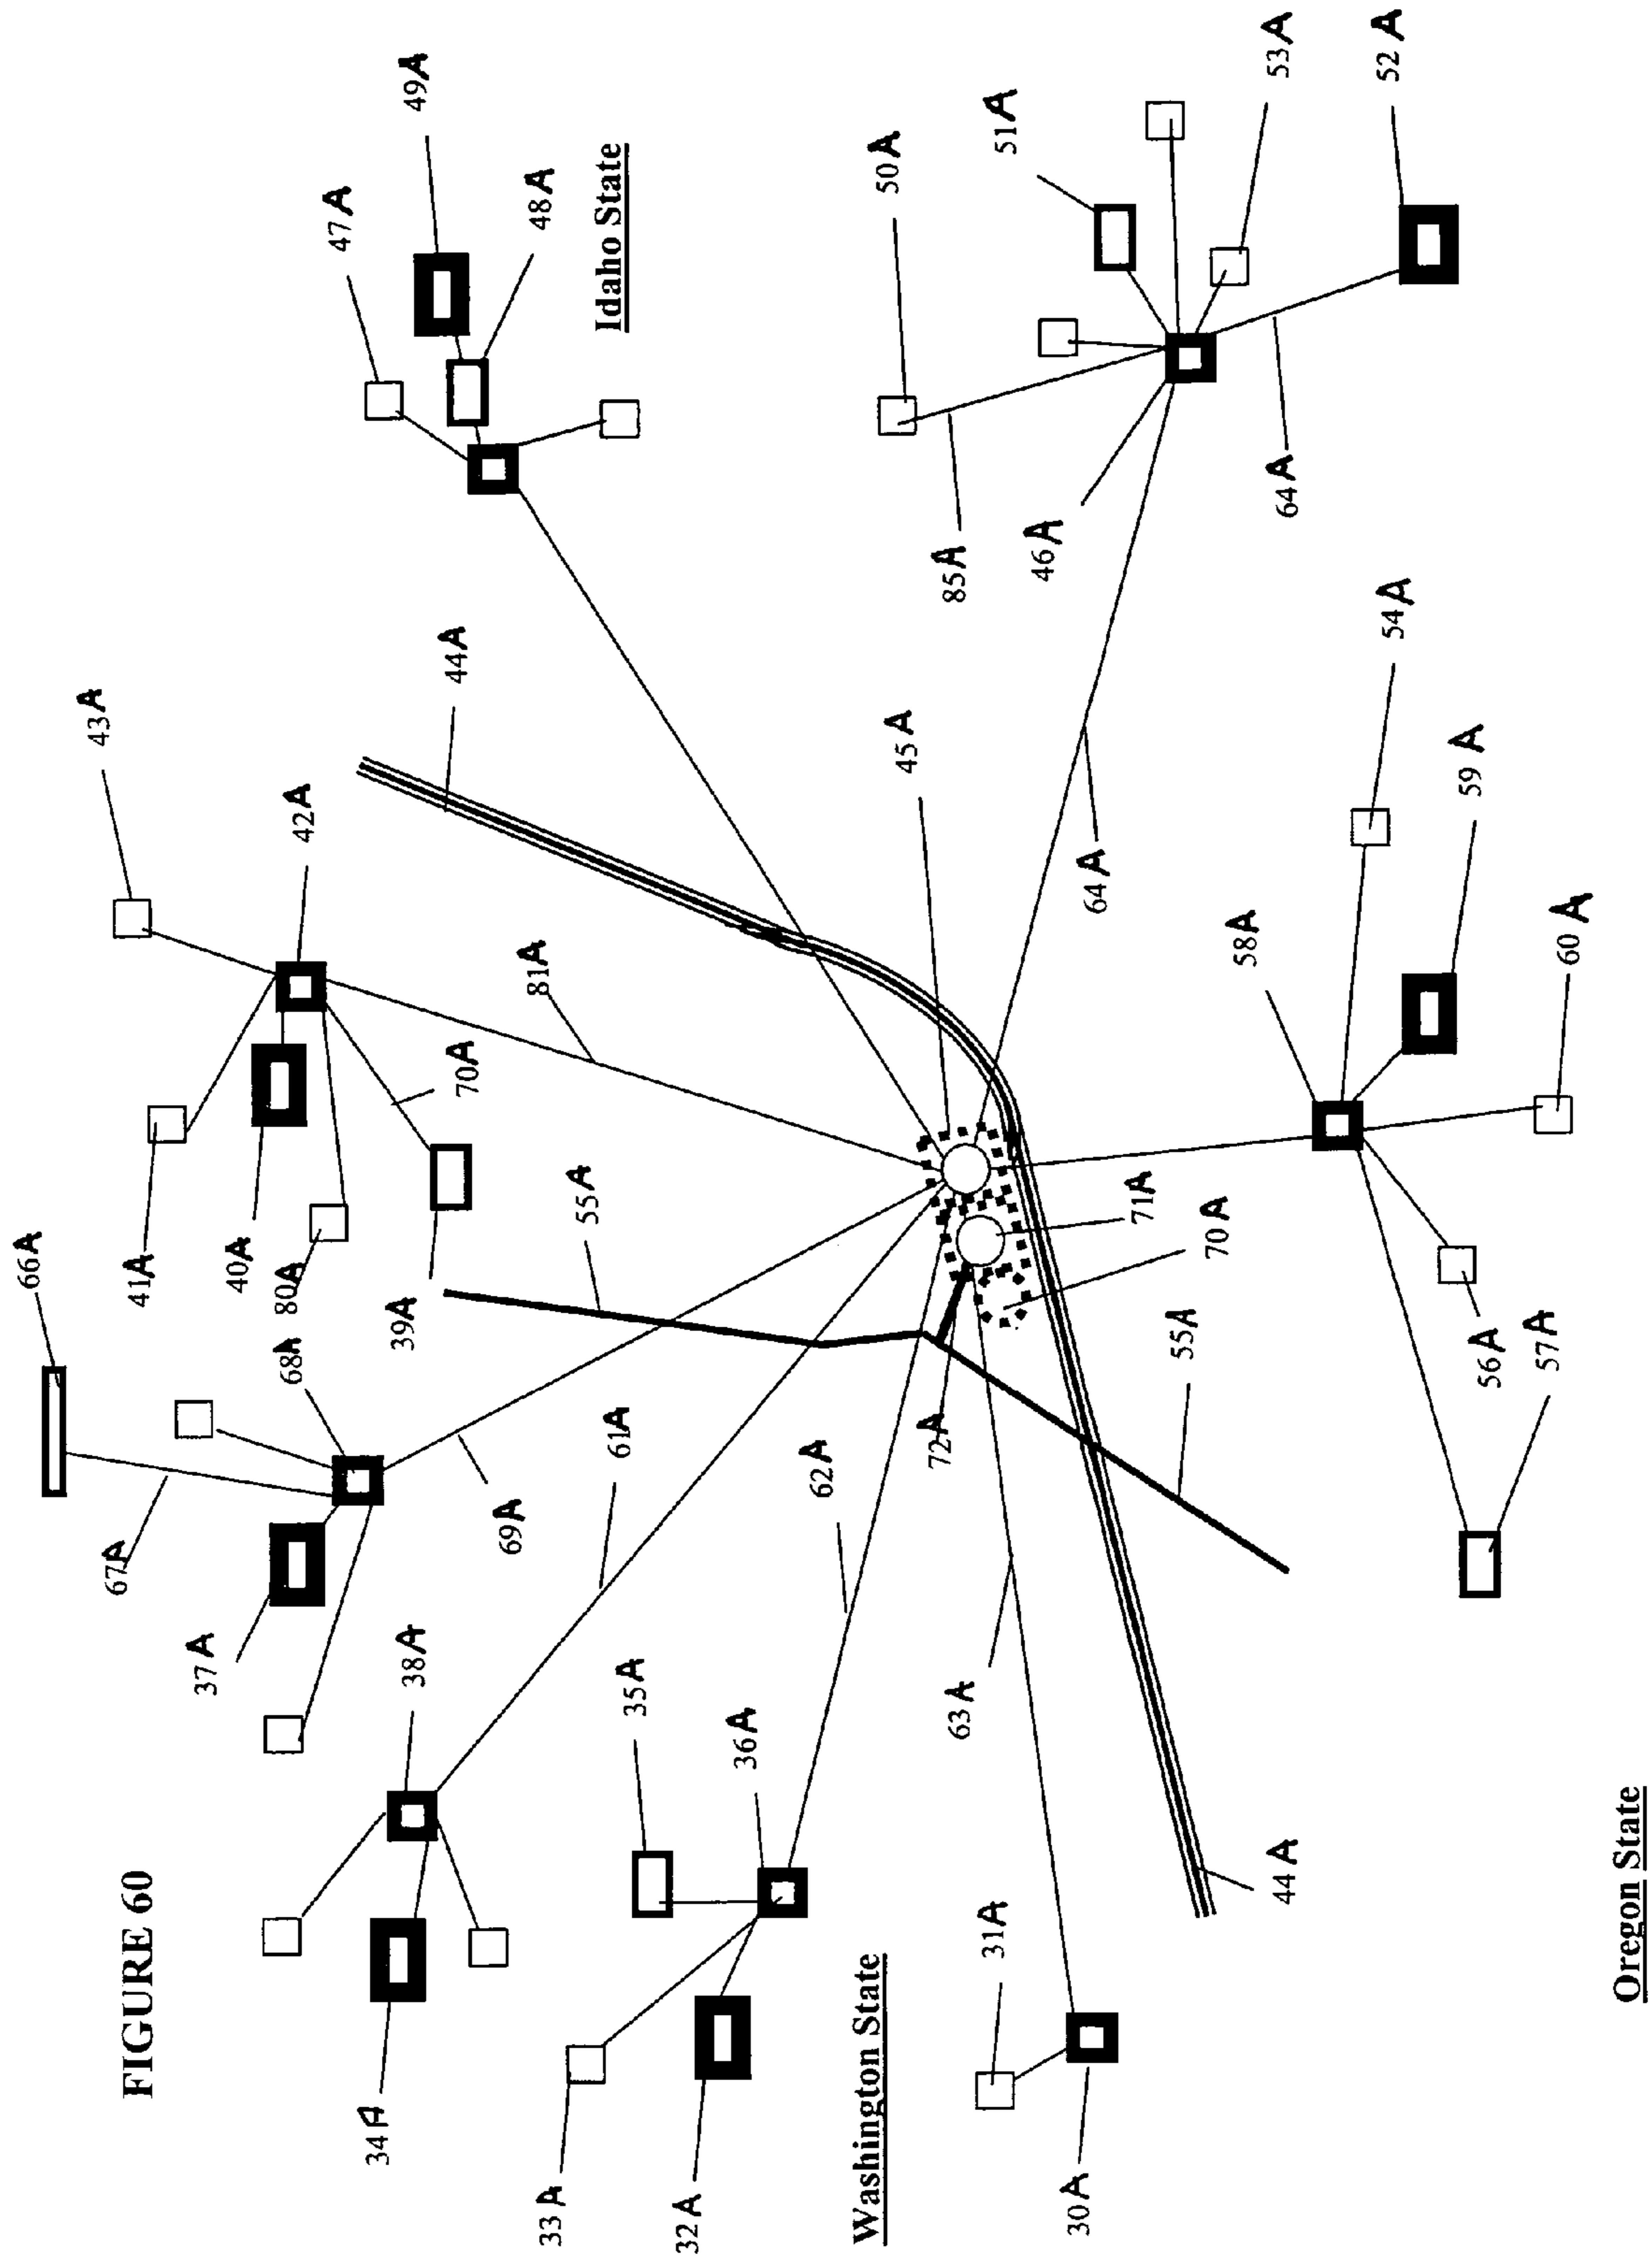 FIGURE 60
66A
43A
67A
41A
37A
40A
80A
68A
42A
47A
34A
39A
38A
49A
44A
70A
69A
81A
48A
33A
55A
Idaho State
61A
35A
32A
36A
62A
Washington State
50A
45A
72A
85A
63A
31A
51A
46A
30A
64A
71A
55A
70A
58A
53A
64A
44A
52A
54A
59A
56A
57A
60A
Oregon State